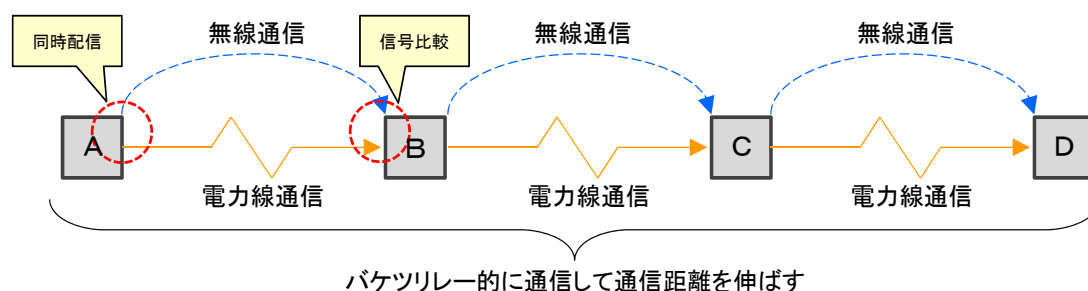 同時配信
無線通信
信号比較
無線通信
無線通信
A
B
C
D
電力線通信
電力線通信
電力線通信
バケツリレー的に通信して通信距離を伸ばす